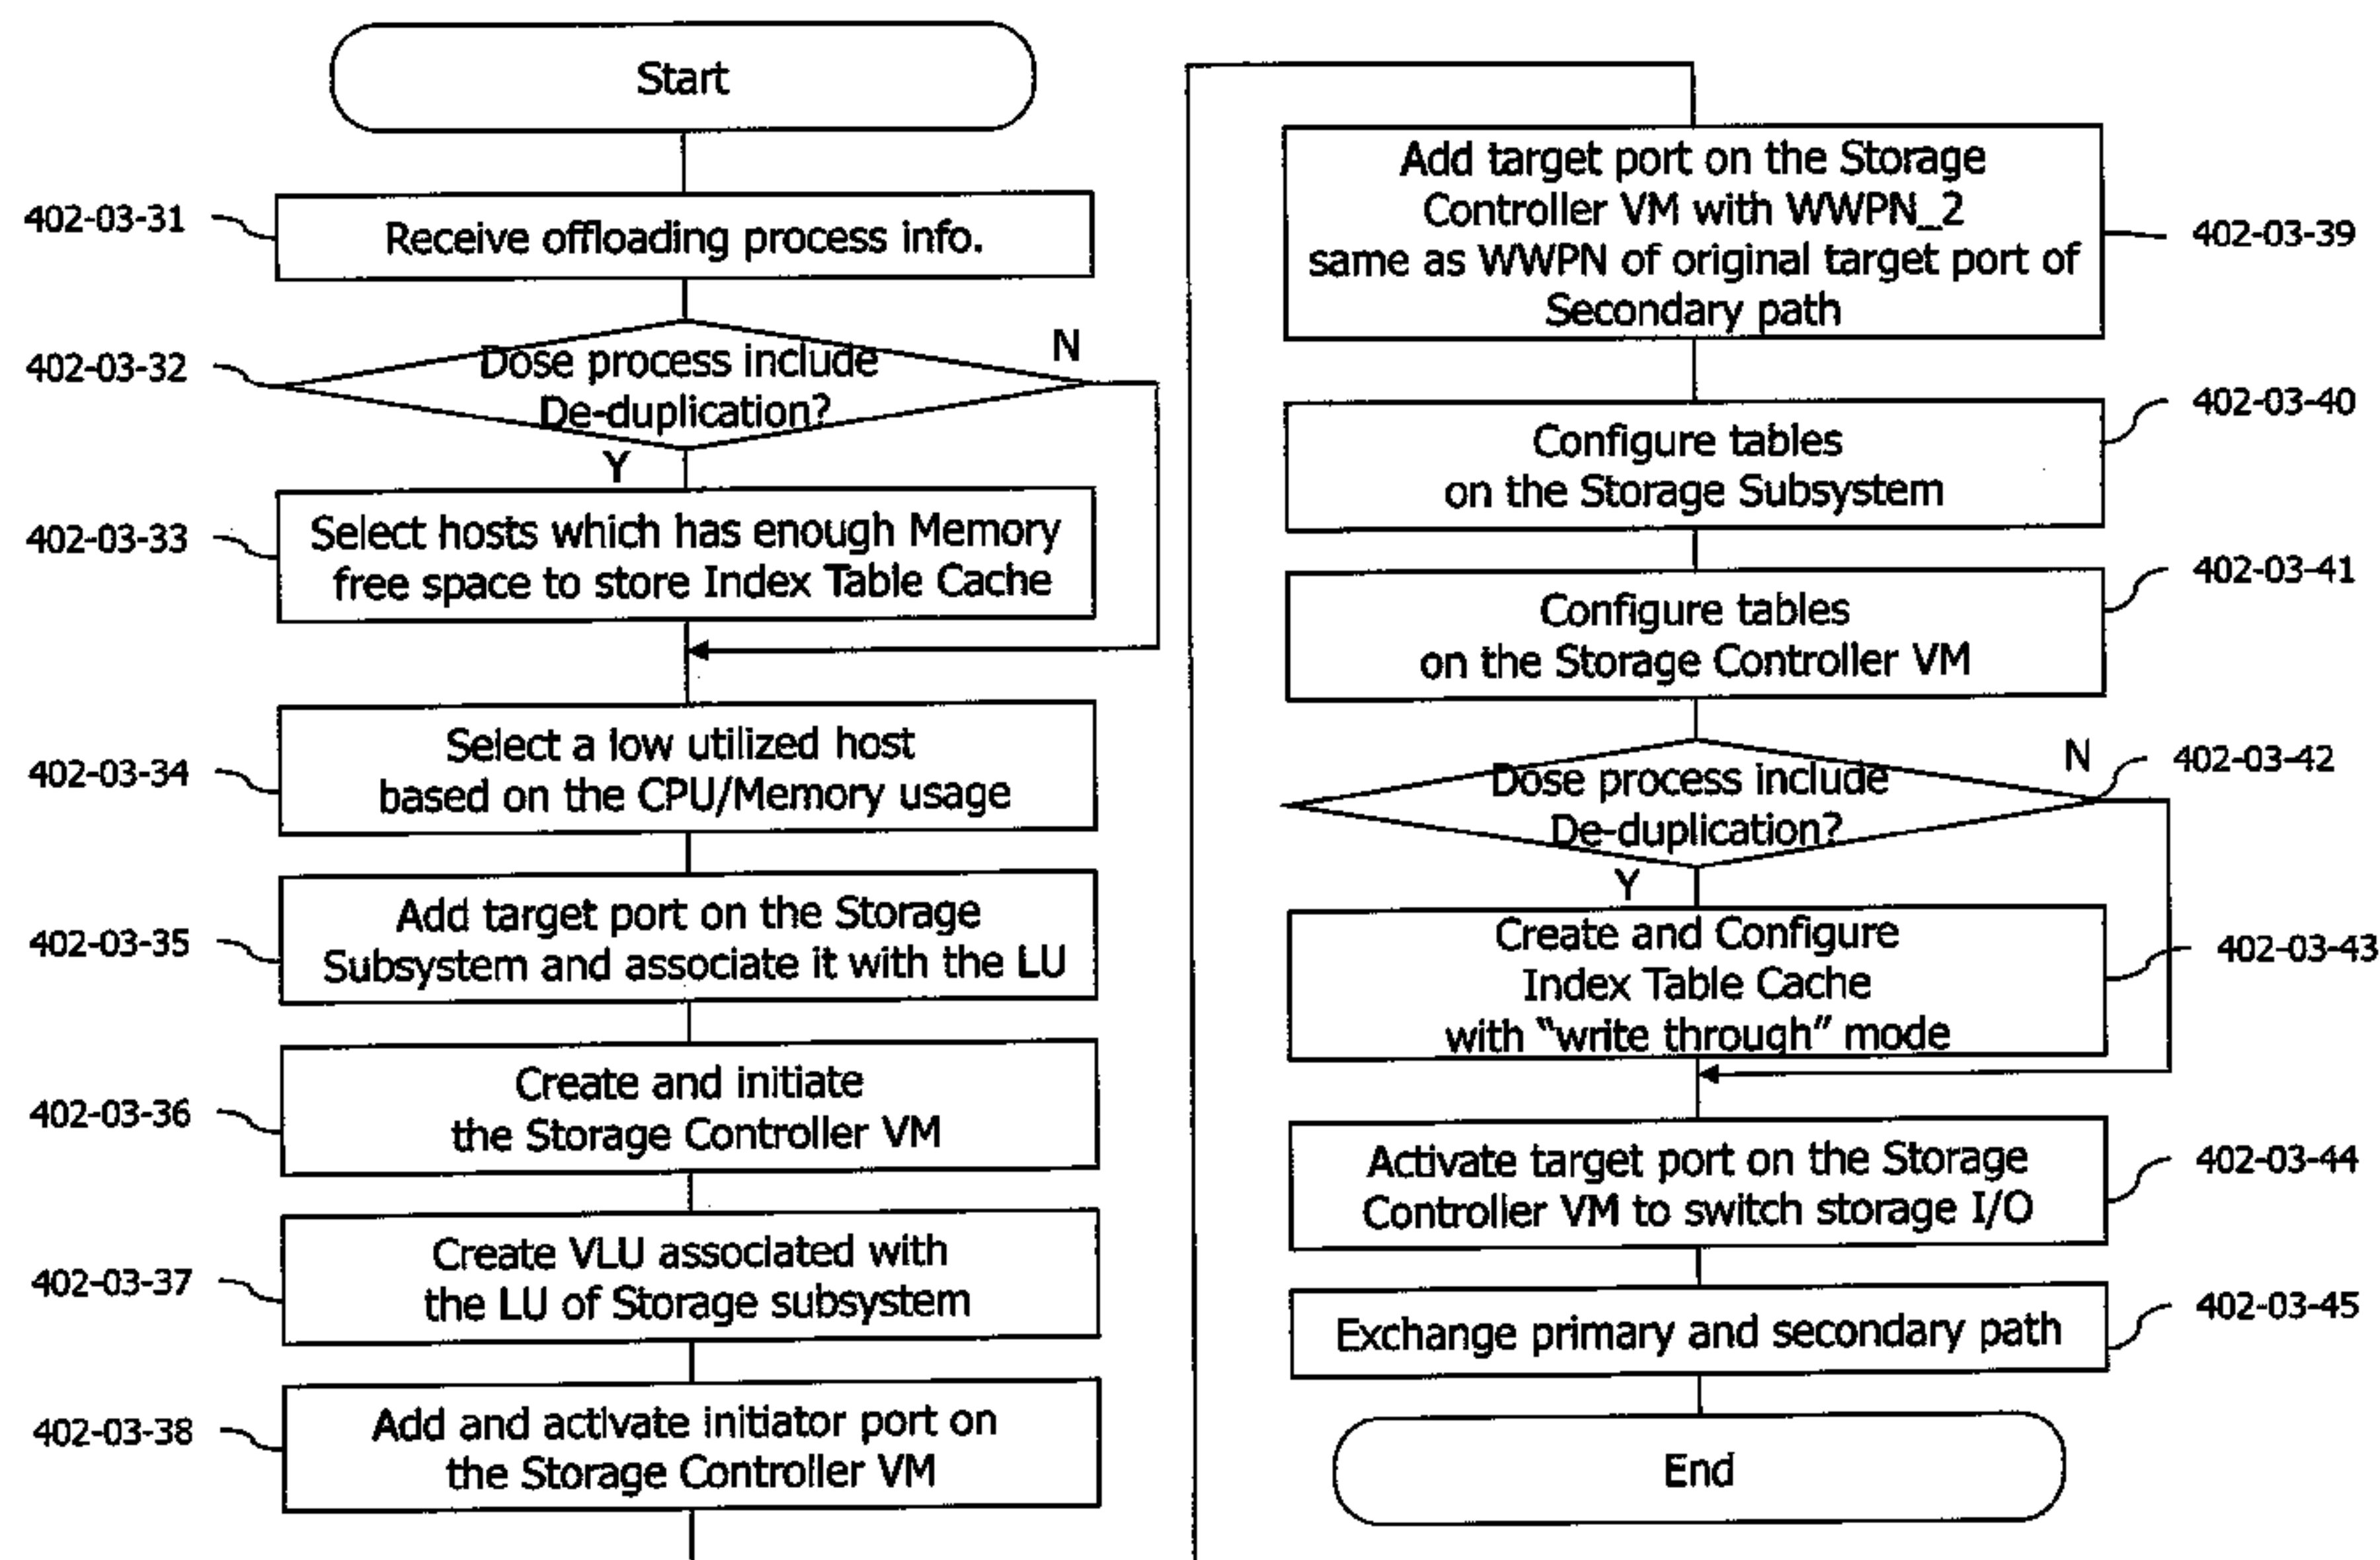 Start
402-03-31
Receive offloading process info.
402-03-32
Dose process include
De-duplication?
N
Y
402-03-33
Select hosts which has enough Memory
free space to store Index Table Cache
402-03-34
Select a low utilized host
based on the CPU/Memory usage
402-03-35
Add target port on the Storage
Subsystem and associate it with the LU
402-03-36
Create and initiate
the Storage Controller VM
402-03-37
Create VLU associated with
the LU of Storage subsystem
402-03-38
Add and activate initiator port on
the Storage Controller VM
Add target port on the Storage
Controller VM with WWPN_2
same as WWPN of original target port of
Secondary path
402-03-39
Configure tables
on the Storage Subsystem
402-03-40
Configure tables
on the Storage Controller VM
402-03-41
Dose process include
De-duplication?
N
402-03-42
Y
Create and Configure
Index Table Cache
with "write through" mode
402-03-43
Activate target port on the Storage
Controller VM to switch storage I/O
402-03-44
Exchange primary and secondary path
402-03-45
End